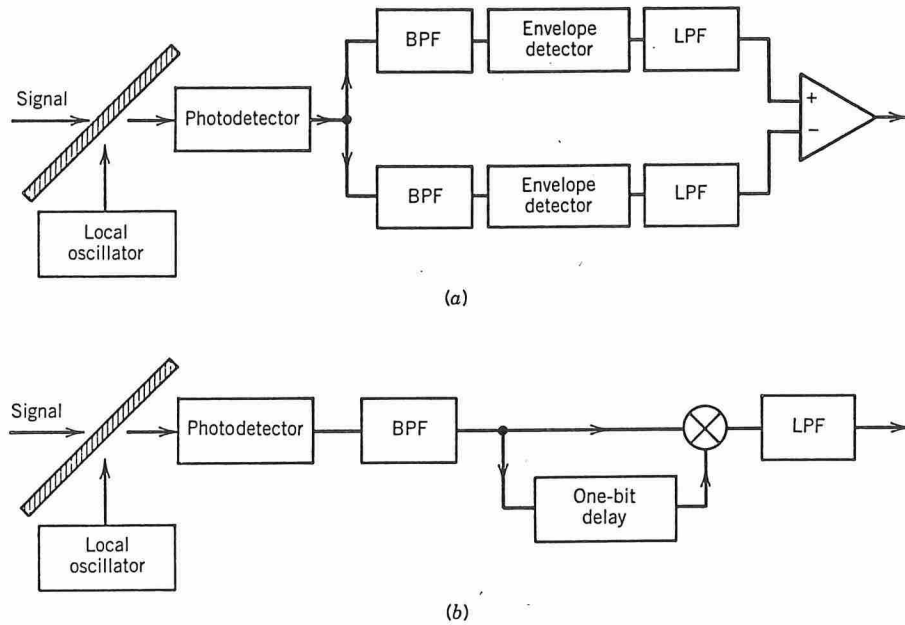 BPF
Envelope
detector
LPF
Signal
Photodetector
+
−
BPF
Envelope
detector
LPF
Local
oscillator
(a)
Signal
Photodetector
BPF
LPF
One-bit
delay
Local
oscillator
(b)